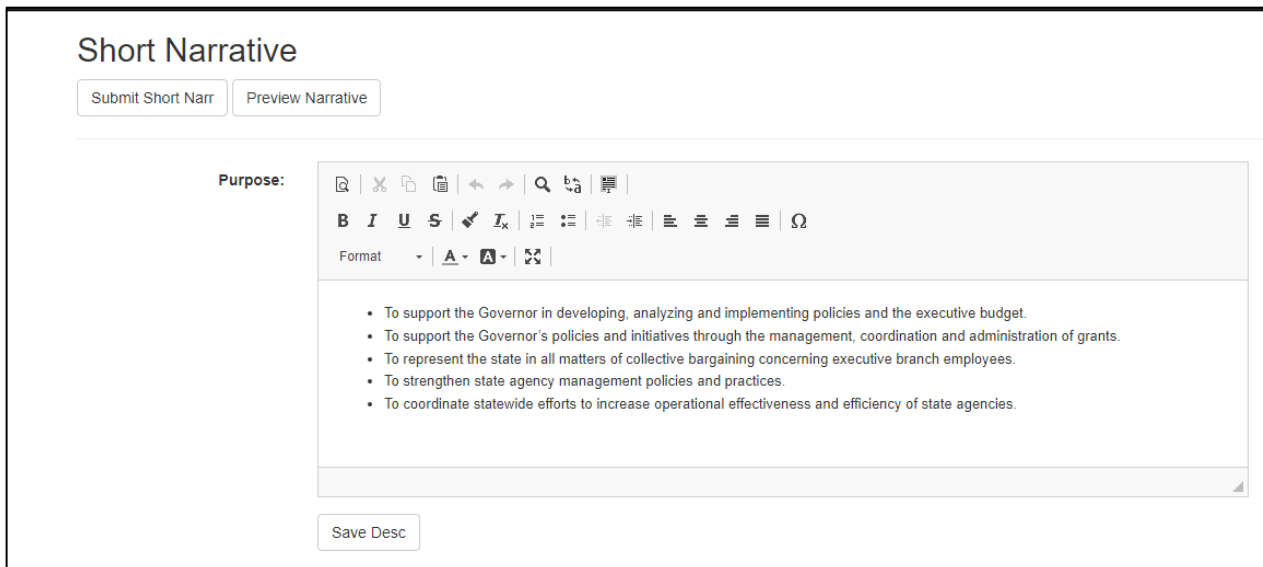 Short Narrative
Submit Short Narr Preview Narrative
Purpose:
B I U S Ix Ω
Format A A
• To support the Governor in developing, analyzing and implementing policies and the executive budget.
• To support the Governor’s policies and initiatives through the management, coordination and administration of grants.
• To represent the state in all matters of collective bargaining concerning executive branch employees.
• To strengthen state agency management policies and practices.
• To coordinate statewide efforts to increase operational effectiveness and efficiency of state agencies.
Save Desc